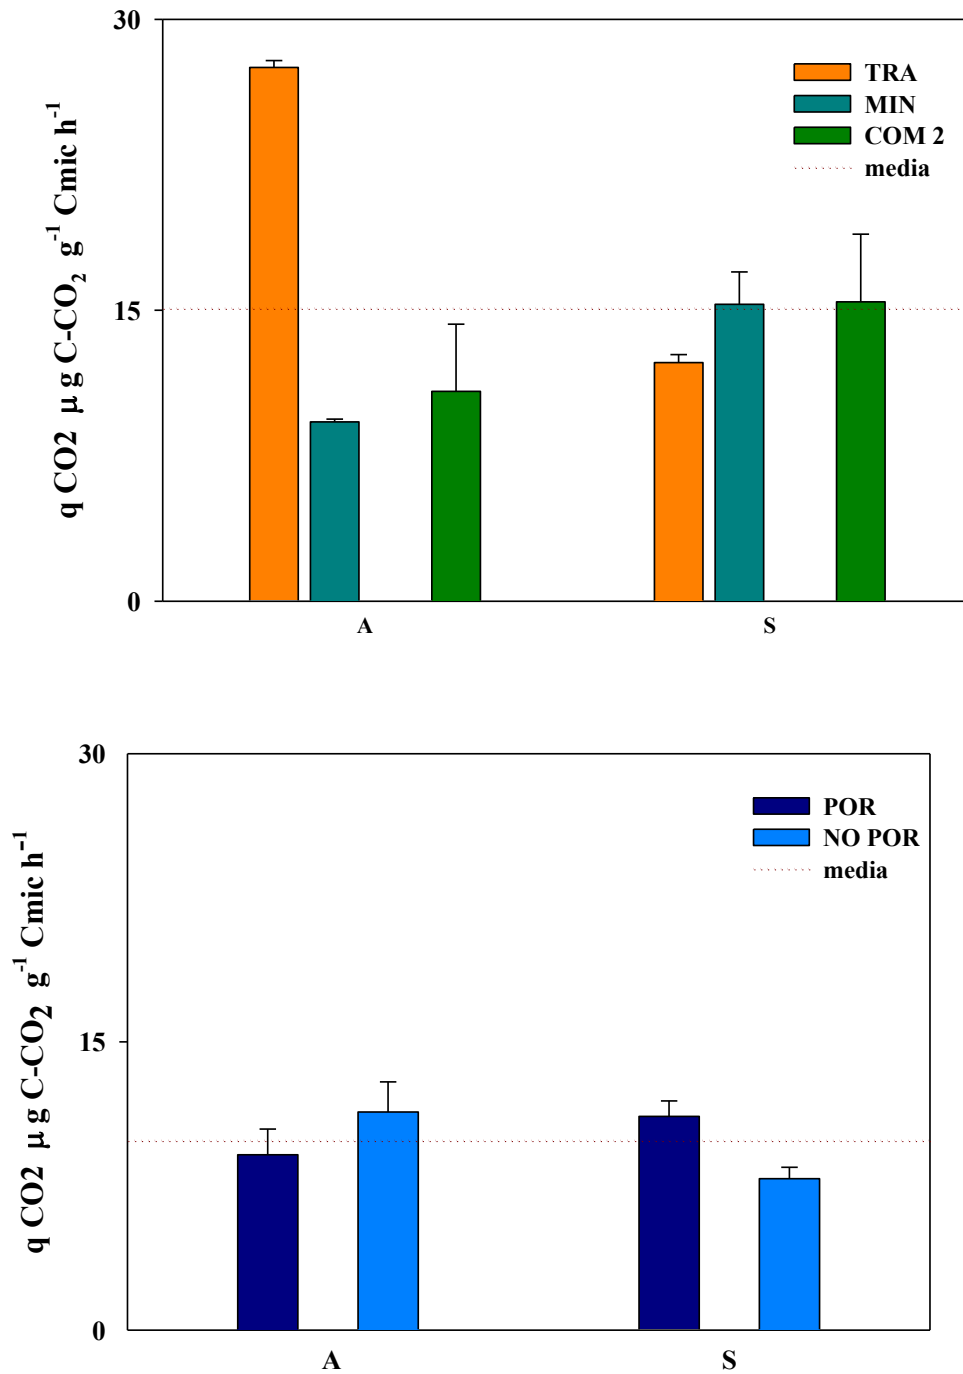 30
15
0
q CO2 µ g C-CO₂ g⁻¹ Cmic h⁻¹
TRA
MIN
COM 2
media
A
S
30
15
0
q CO2 µ g C-CO₂ g⁻¹ Cmic h⁻¹
POR
NO POR
media
A
S